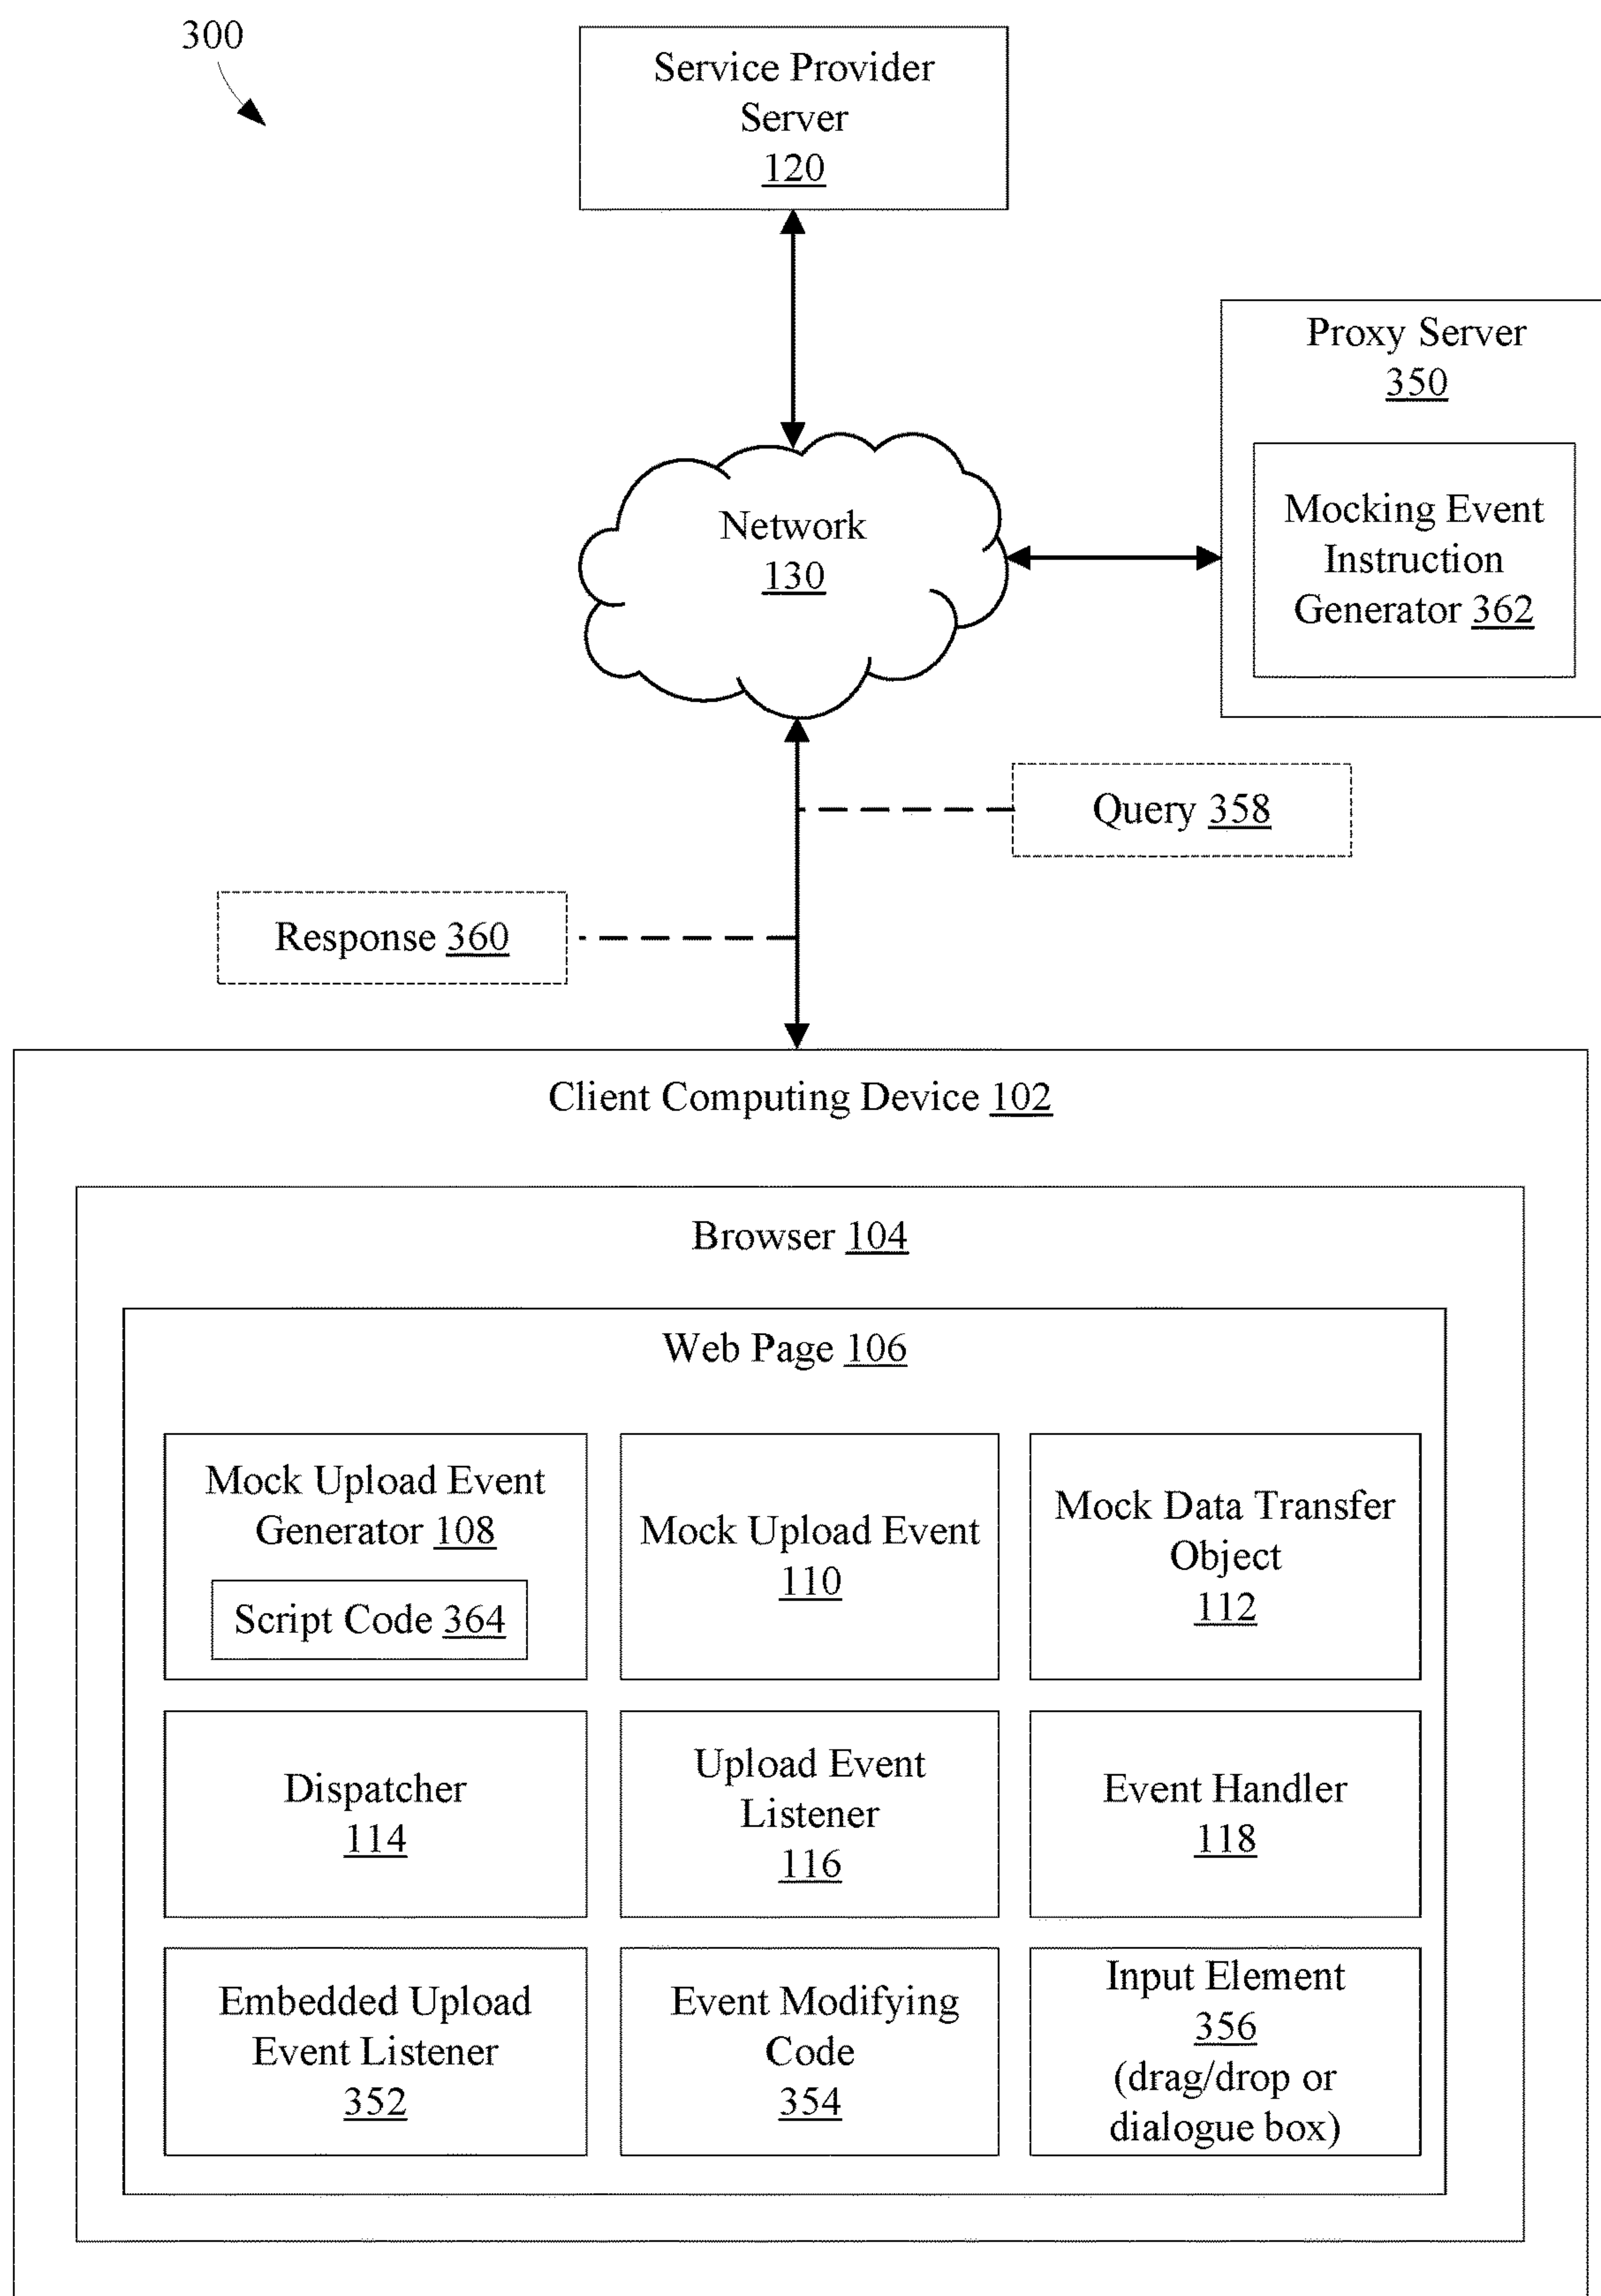 300
Service Provider
Server
120
Proxy Server
350
Mocking Event
Instruction
Generator 362
Network
130
Query 358
Response 360
Client Computing Device 102
Browser 104
Web Page 106
Mock Upload Event
Generator 108
Script Code 364
Mock Upload Event
110
Mock Data Transfer
Object
112
Dispatcher
114
Upload Event
Listener
116
Event Handler
118
Embedded Upload
Event Listener
352
Event Modifying
Code
354
Input Element
356
(drag/drop or
dialogue box)